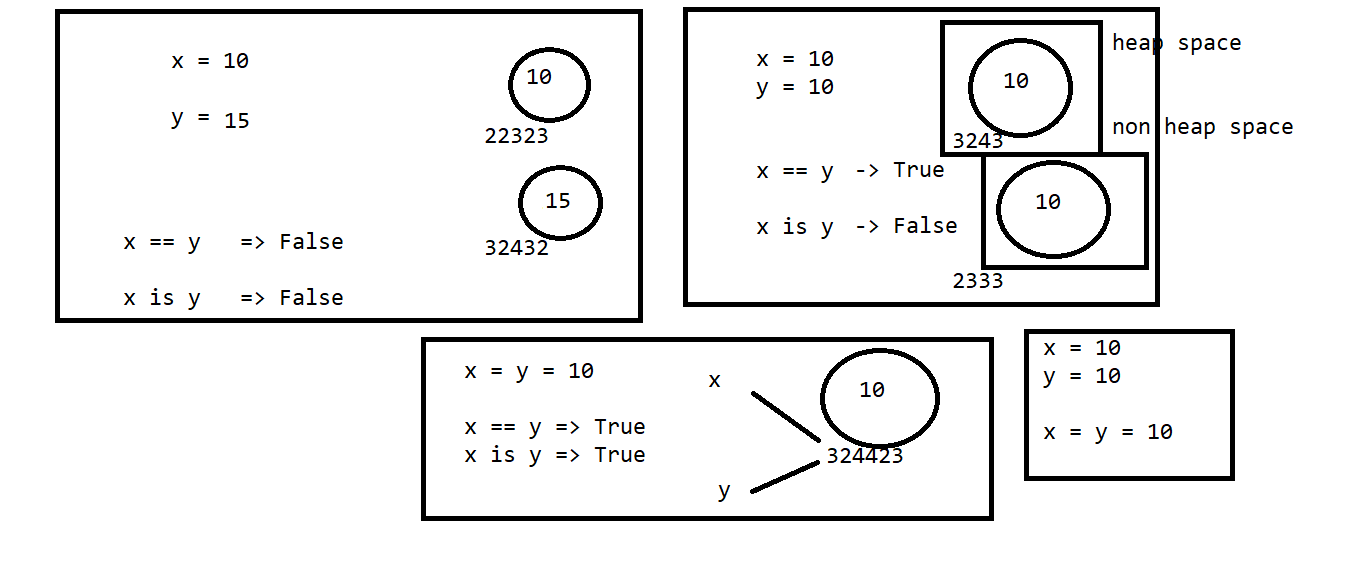 x = 10
10
y = 15
22323
15
32432
x == y => False
x is y => False
heap space
x = 10
y = 10
10
non heap space
3243
x == y -> True
10
x is y -> False
2333
x = y = 10
x
10
x == y => True
x is y => True
324423
y
x = 10
y = 10
x = y = 10